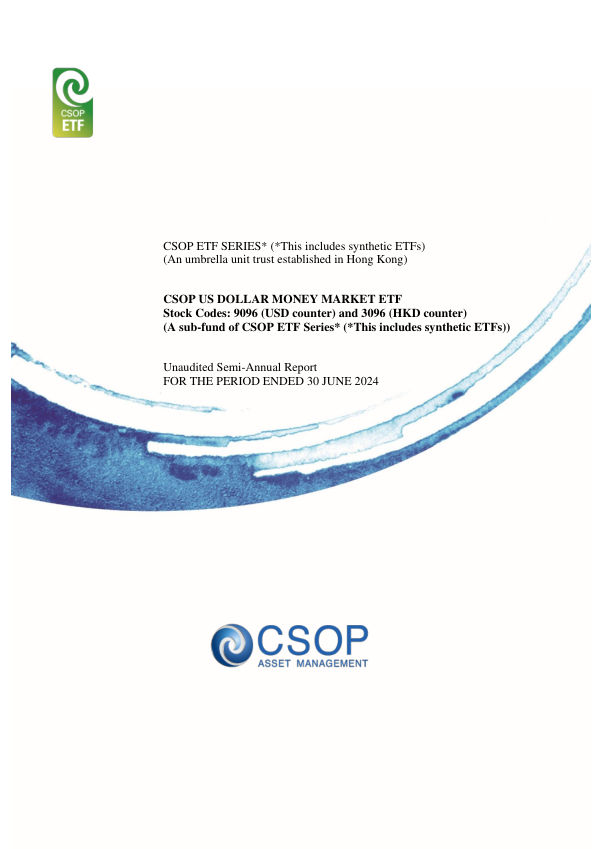 CSOP
ETF
CSOP ETF SERIES* (*This includes synthetic ETFs)
(An umbrella unit trust established in Hong Kong)
CSOP US DOLLAR MONEY MARKET ETF
Stock Codes: 9096 (USD counter) and 3096 (HKD counter)
(A sub-fund of CSOP ETF Series* (*This includes synthetic ETFs))
Unaudited Semi-Annual Report
FOR THE PERIOD ENDED 30 JUNE 2024
CSOP
ASSET MANAGEMENT